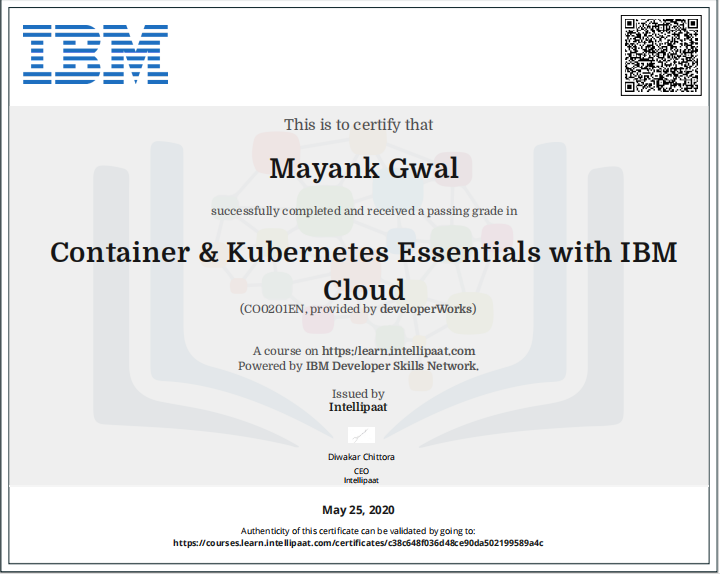 IBM
This is to certify that
Mayank Gwal
successfully completed and received a passing grade in
Container & Kubernetes Essentials with IBM
Cloud
(CO0201EN, provided by developerWorks)
A course on https:/learn.intellipaat.com
Powered by IBM Developer Skills Network.
Issued by
Intellipaat
Diwakar Chittora
CEO
Intellipaat
May 25, 2020
Authenticity of this certificate can be validated by going to:
https://courses.learn.intellipaat.com/certificates/c38c648f036d48ce90da502199589a4c